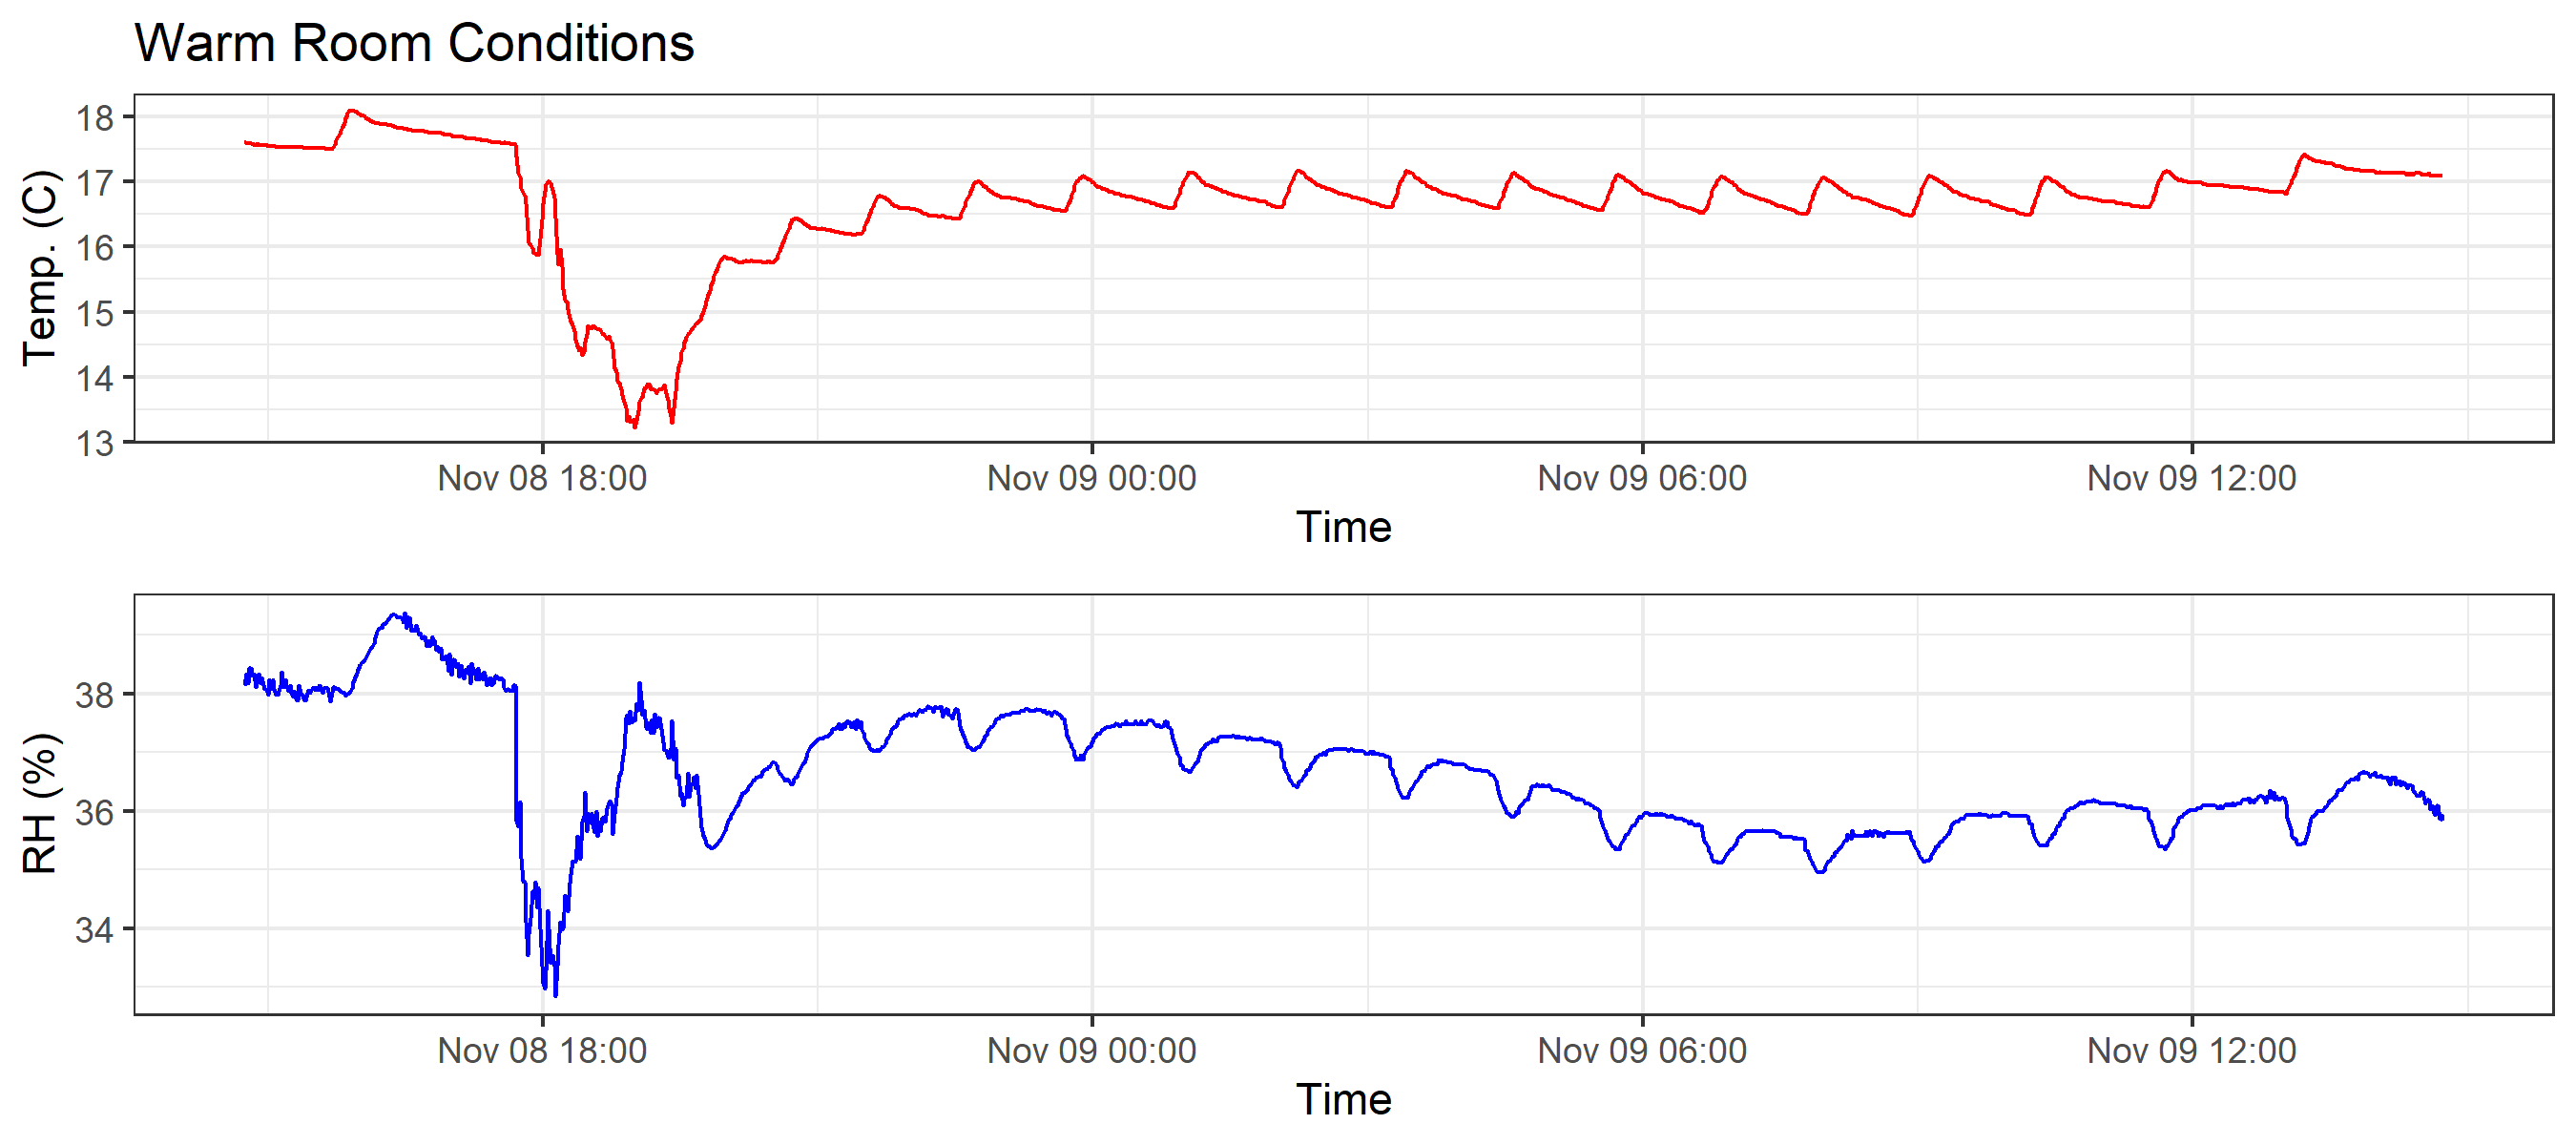 Warm Room Conditions
18
17
16
15
14
13
Temp. (C)
Nov 08 18:00 Nov 09 00:00 Nov 09 06:00 Nov 09 12:00
Time
38
36
34
RH (%)
Nov 08 18:00 Nov 09 00:00 Nov 09 06:00 Nov 09 12:00
Time